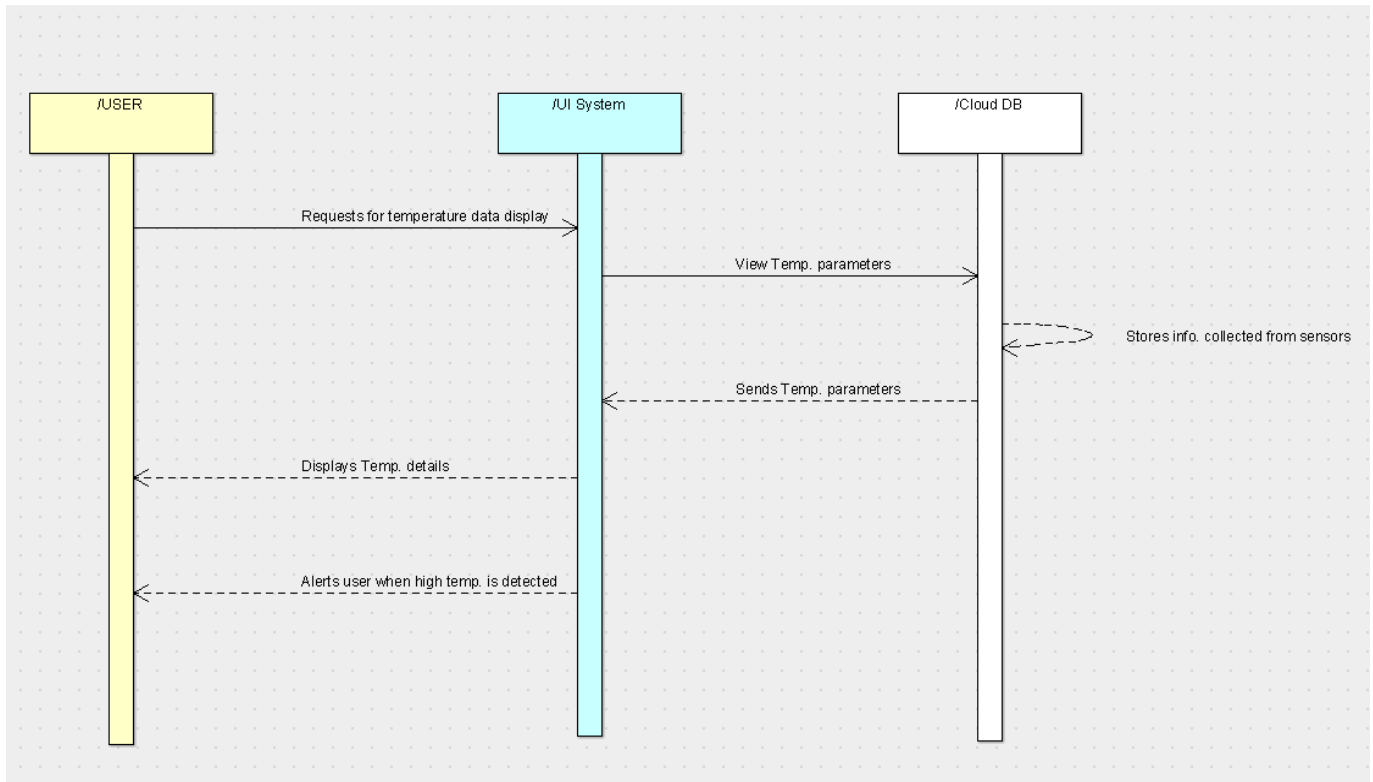 /USER
/UI System
/Cloud DB
Requests for temperature data display
View Temp. parameters
Stores info. collected from sensors
Sends Temp. parameters
Displays Temp. details
Alerts user when high temp. is detected